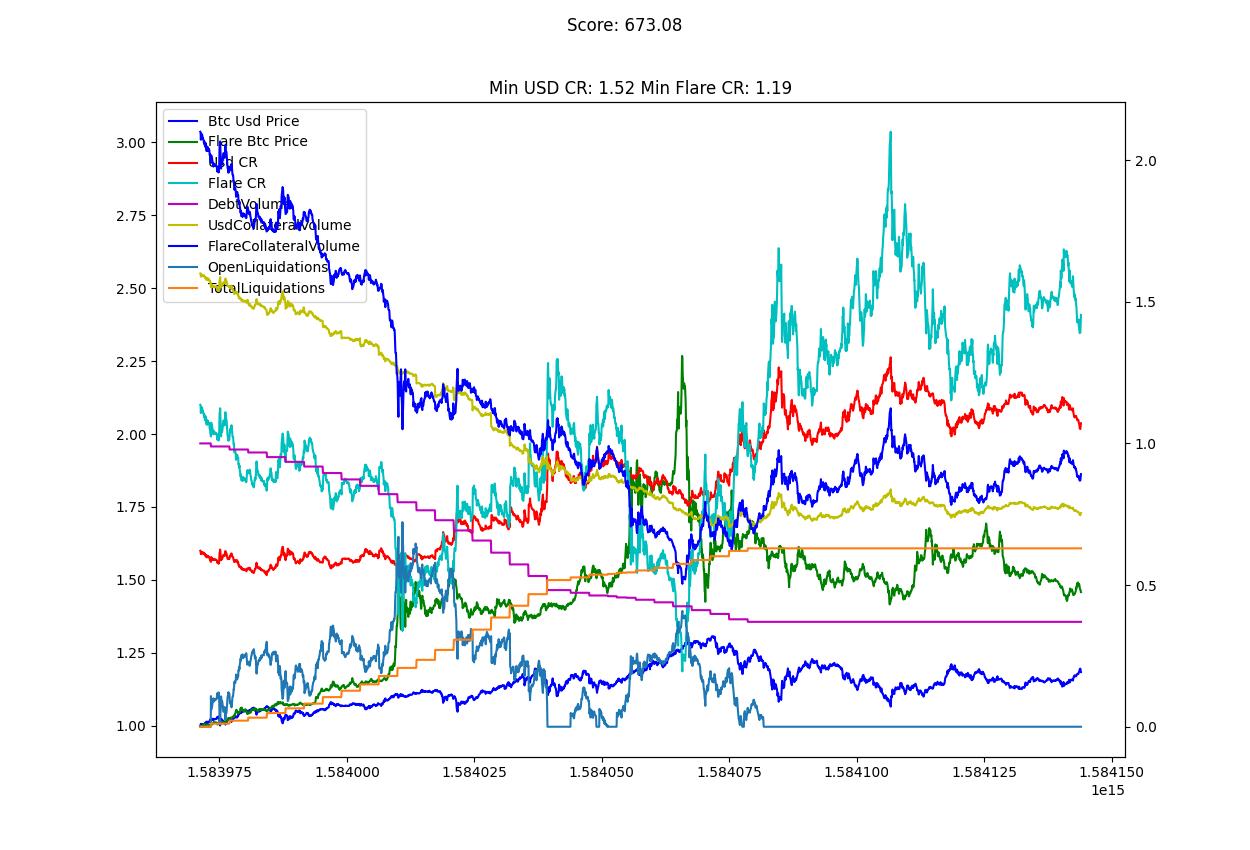 Score: 673.08
Min USD CR: 1.52 Min Flare CR: 1.19
Btc Usd Price
Flare Btc Price
Usd CR
Flare CR
DebtVolume
UsdCollateralVolume
FlareCollateralVolume
OpenLiquidations
TotalLiquidations
3.00
2.75
2.50
2.25
2.00
1.75
1.50
1.25
1.00
2.0
1.5
1.0
0.5
0.0
1.583975
1.584000
1.584025
1.584050
1.584075
1.584100
1.584125
1.584150
1e15